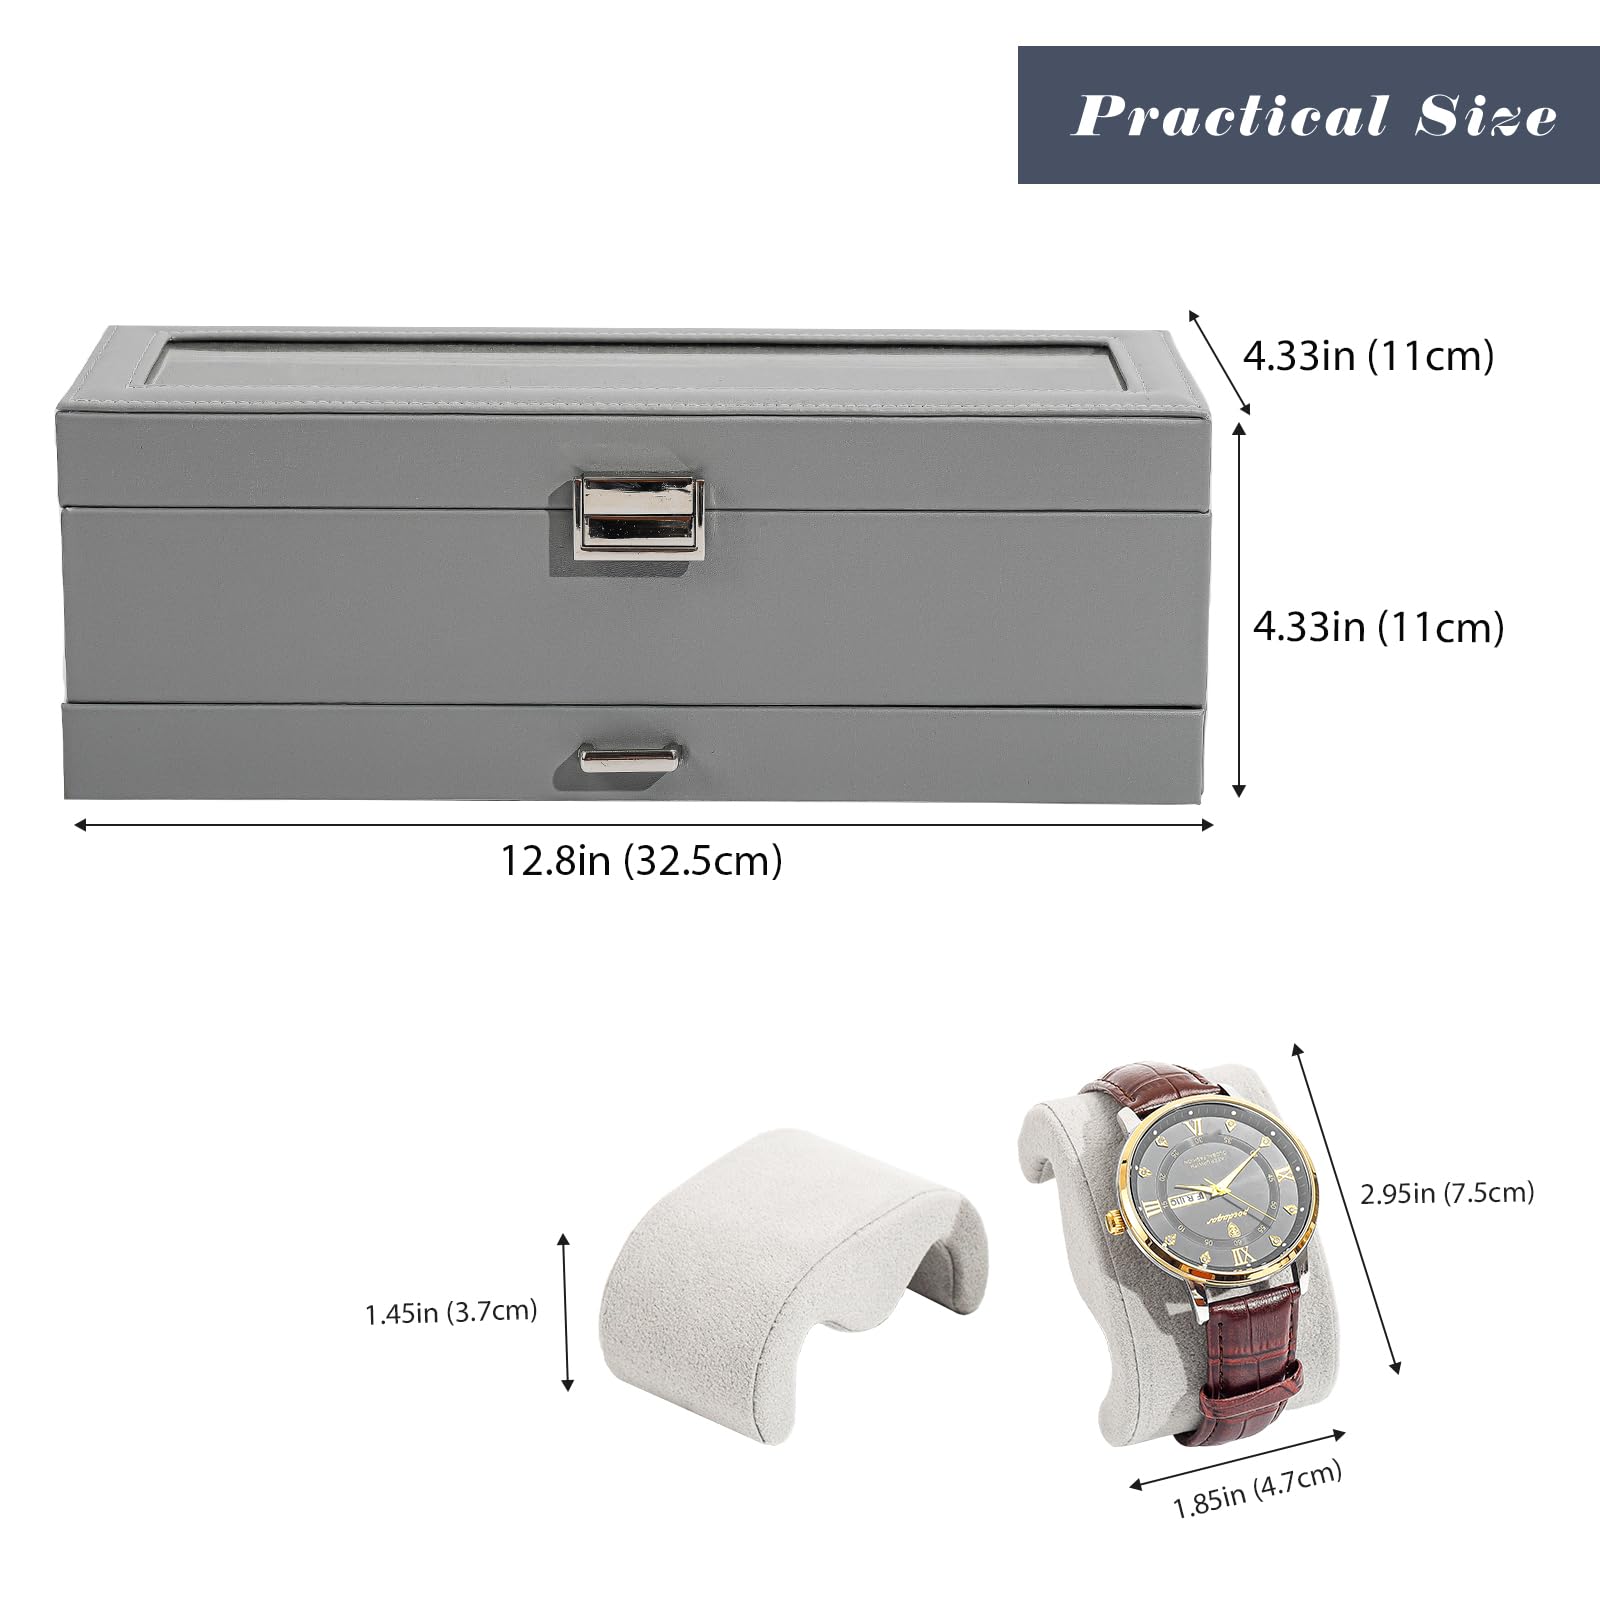 Practical Size
4.33in (11cm)
4.33in (11cm)
12.8in (32.5cm)
2.95in (7.5cm)
1.45in (3.7cm)
1.85in (4.7cm)
poedagar